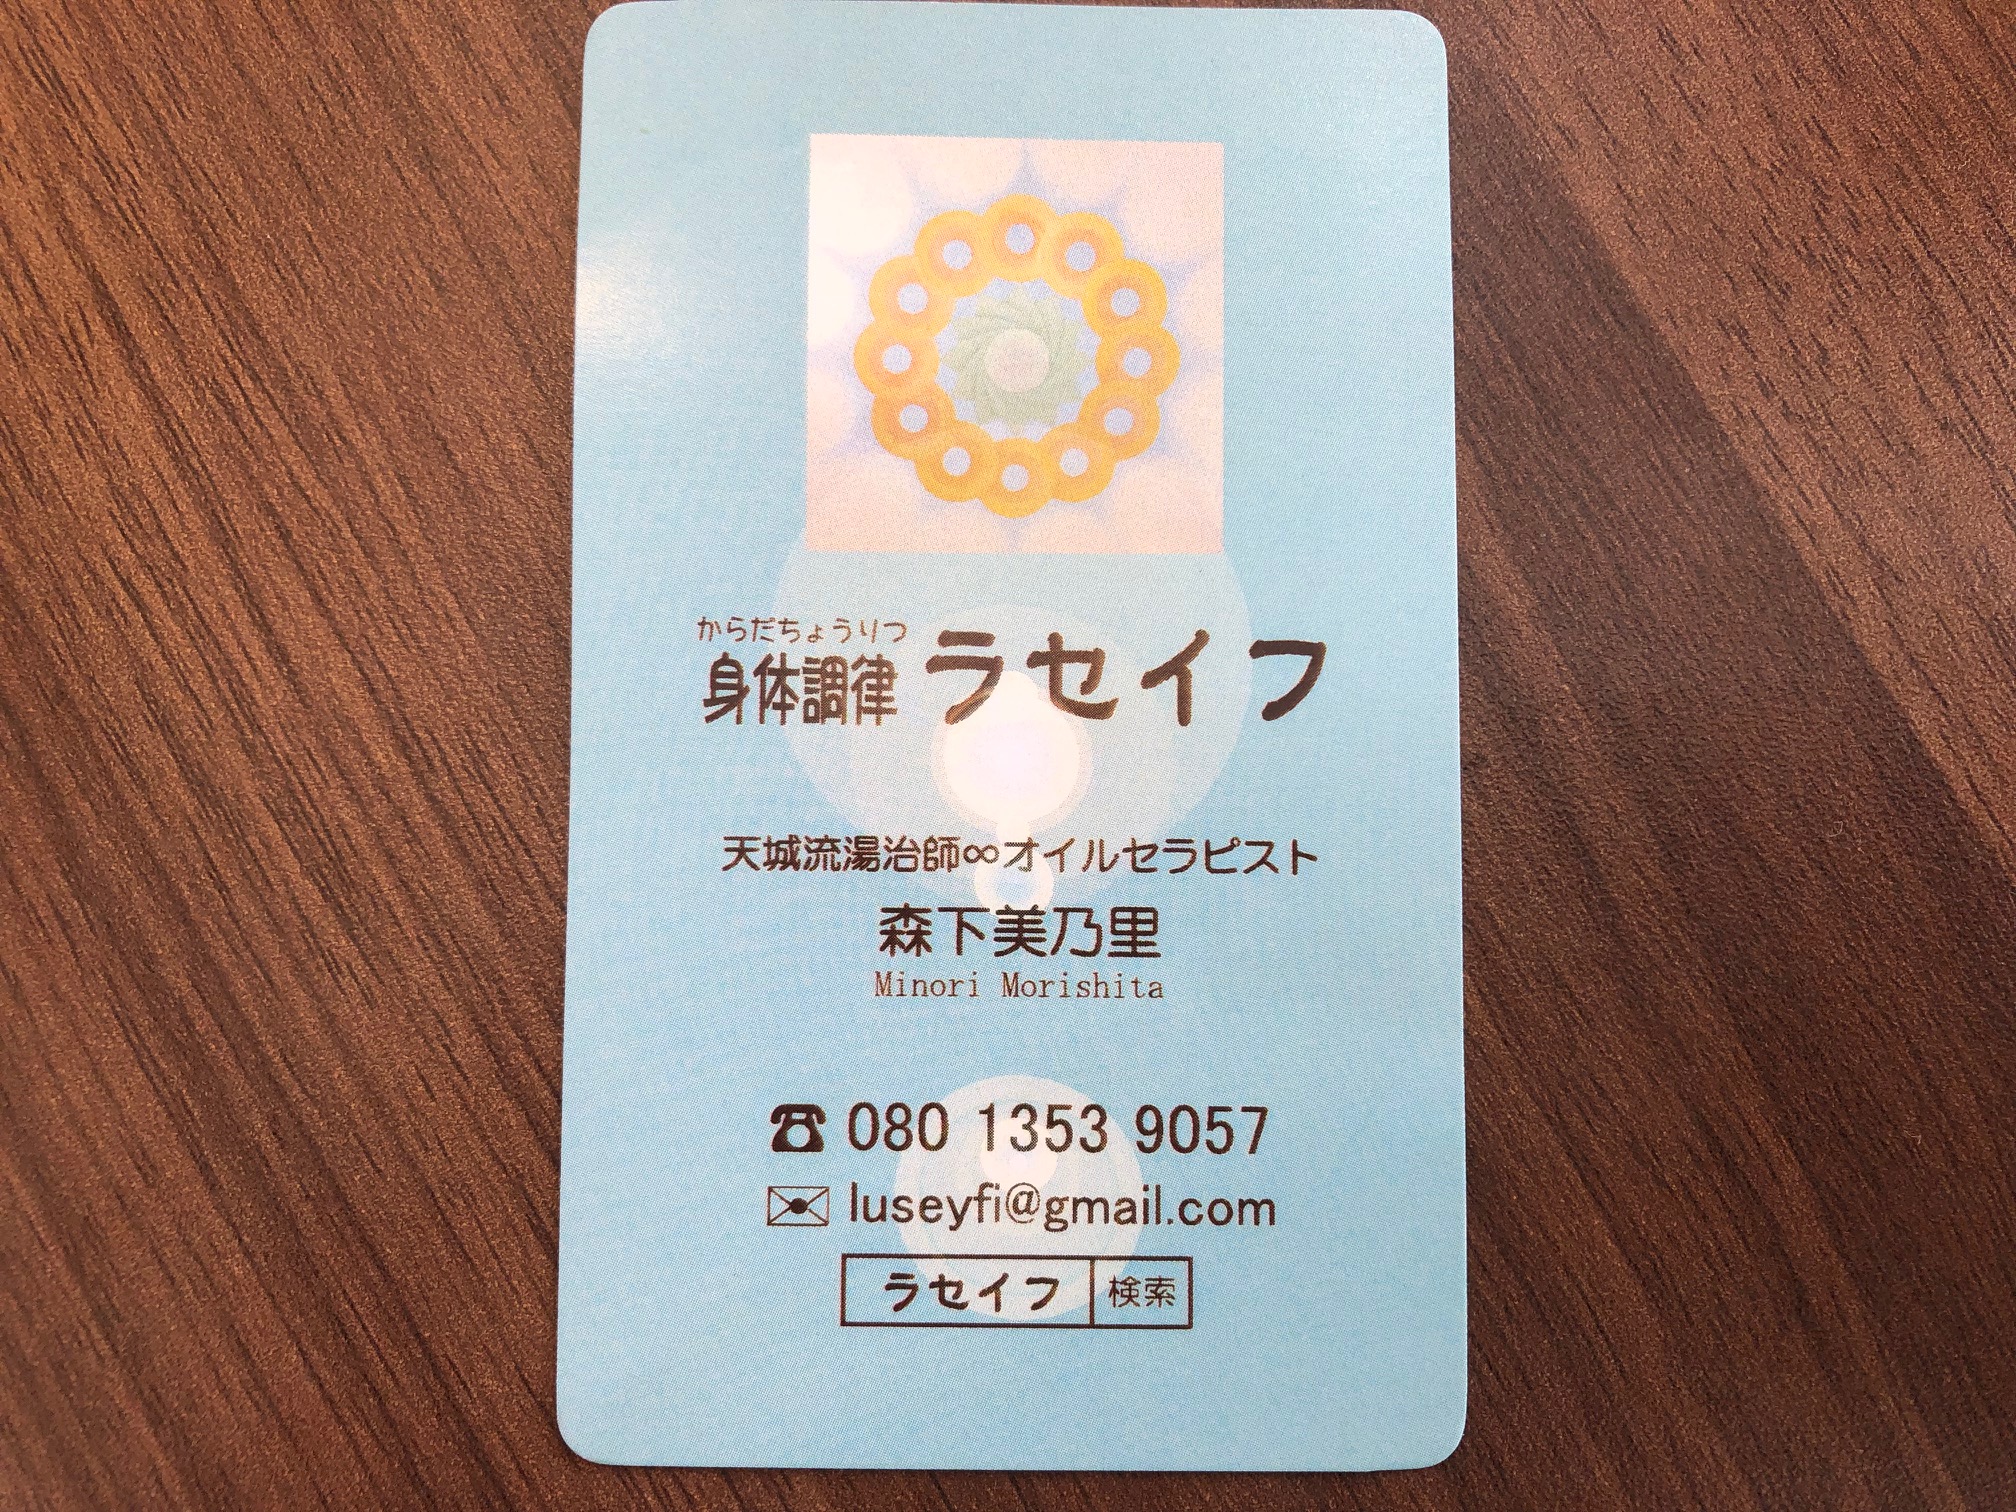 からだちょうりつ
身体調律 ラセイフ
天城流湯治師∞オイルセラピスト
森下美乃里
Minori Morishita
☎ 080 1353 9057
✉ luseyfi@gmail.com
ラセイフ 検索